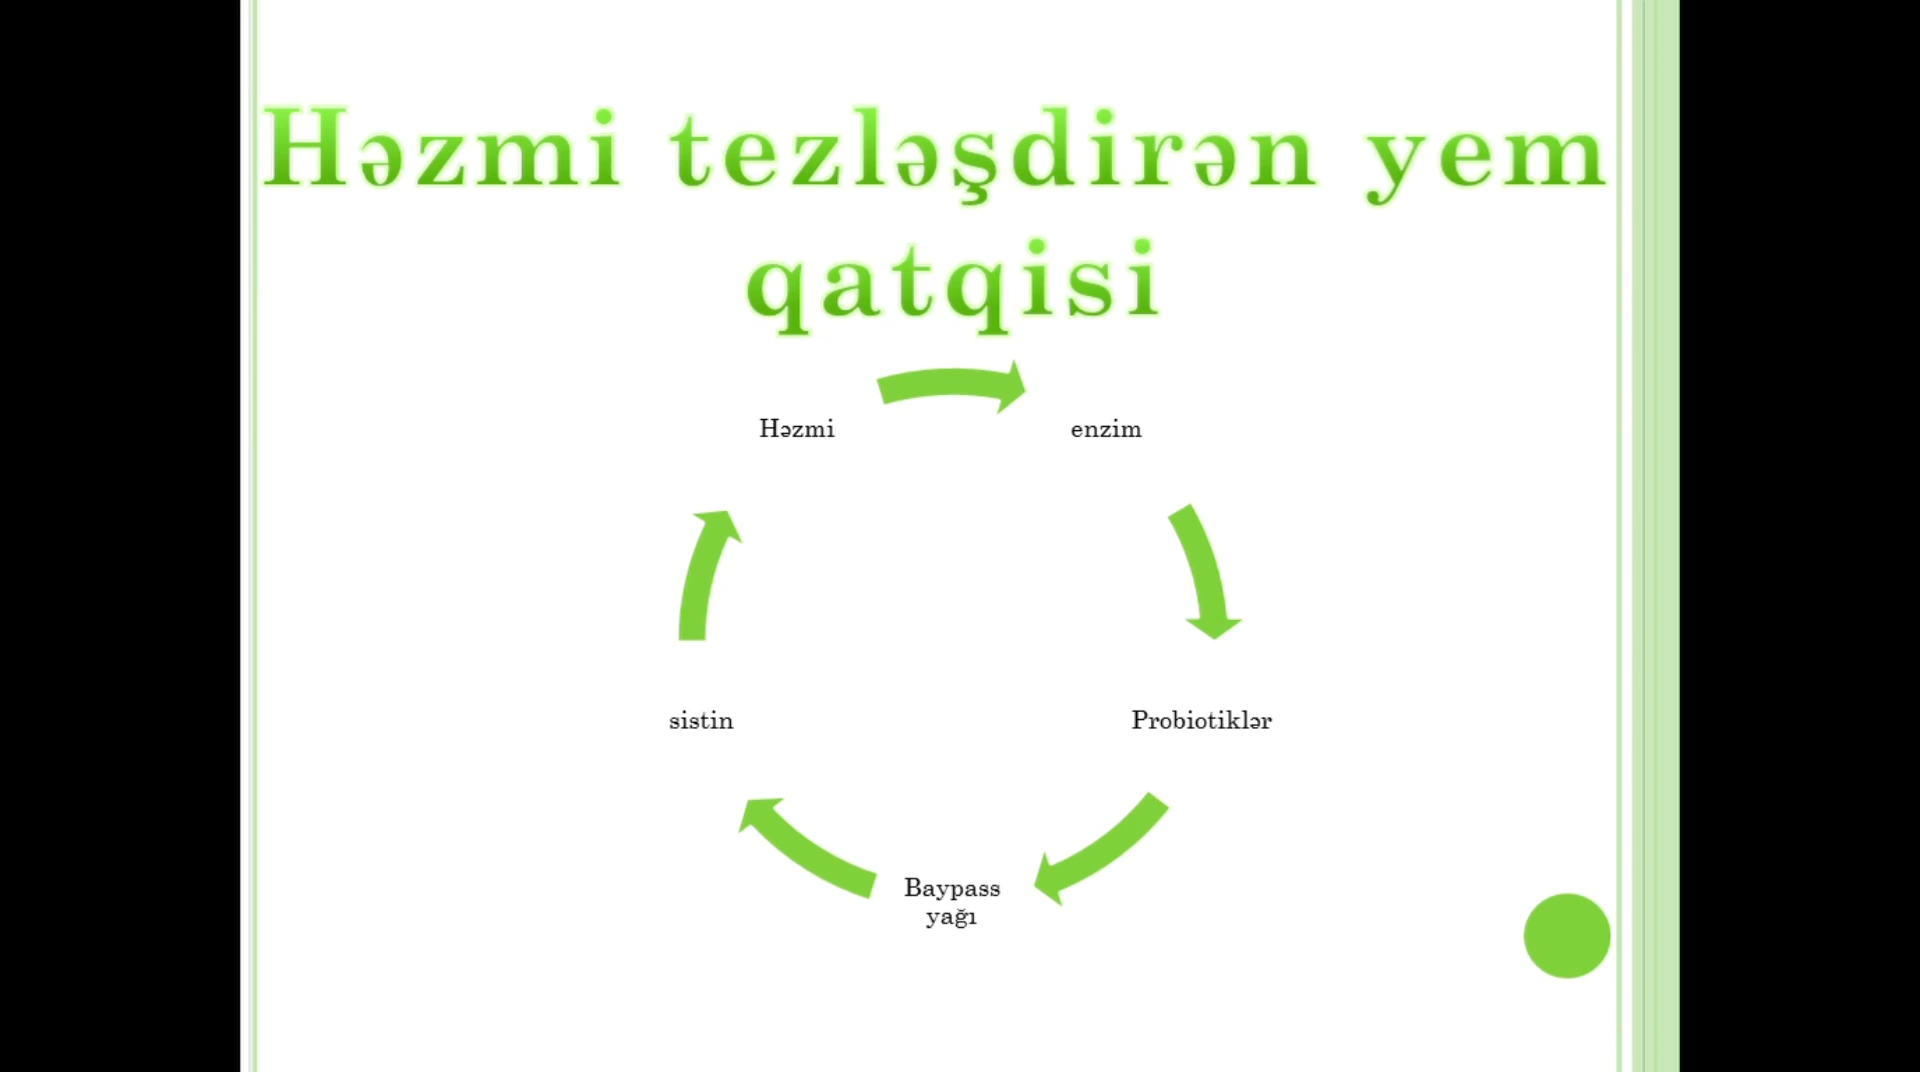 Həzmi tezləşdirən yem
qatqisi
Həzmi
enzim
Probiotiklər
Baypass
yağı
sistin